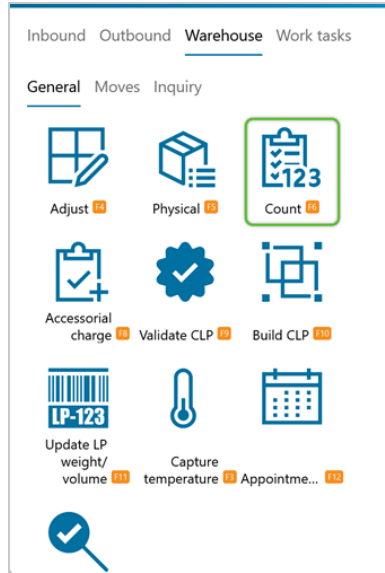 Inbound Outbound Warehouse Work tasks
General Moves Inquiry
123
Adjust F4 Physical F5 Count F6
Accessorial
charge F8 Validate CLP F9 Build CLP F10
LP-123
Update LP
weight/
volume F11
Capture
temperature F3 Appointme... F12